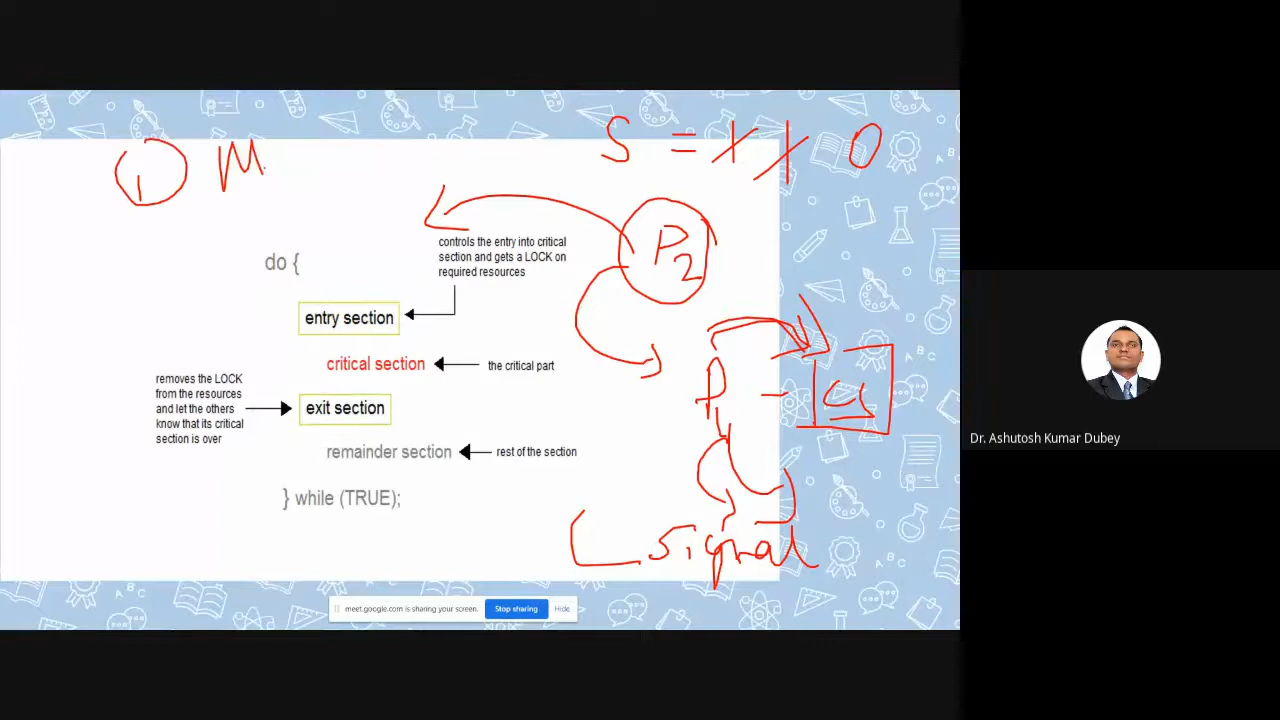 ① M
S = 1 1 0
P2
controls the entry into critical
section and gets a LOCK on
required resources
do {
entry section
critical section
the critical part
P1
CS
removes the LOCK
from the resources
and let the others
know that its critical
section is over
exit section
remainder section
rest of the section
} while (TRUE);
signal
meet.google.com is sharing your screen.
Stop sharing
Hide
Dr. Ashutosh Kumar Dubey